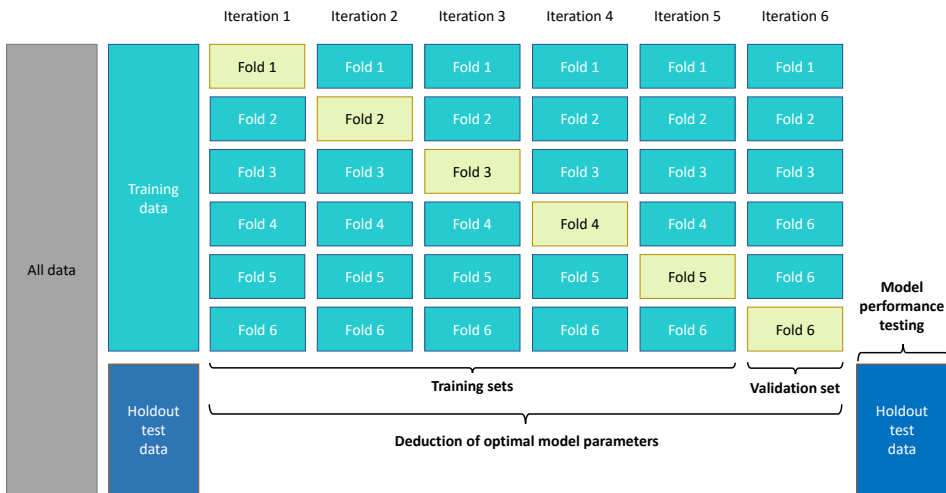 Iteration 1 Iteration 2 Iteration 3 Iteration 4 Iteration 5 Iteration 6
Fold 1 Fold 1 Fold 1 Fold 1 Fold 1 Fold 1
Fold 2 Fold 2 Fold 2 Fold 2 Fold 2 Fold 2
Fold 3 Fold 3 Fold 3 Fold 3 Fold 3 Fold 3
Training
data
Fold 4 Fold 4 Fold 4 Fold 4 Fold 4 Fold 6
All data
Fold 5 Fold 5 Fold 5 Fold 5 Fold 5 Fold 6
Fold 6 Fold 6 Fold 6 Fold 6 Fold 6 Fold 6
Model
performance
testing
Training sets
Validation set
Holdout
test
data
Deduction of optimal model parameters
Holdout
test
data